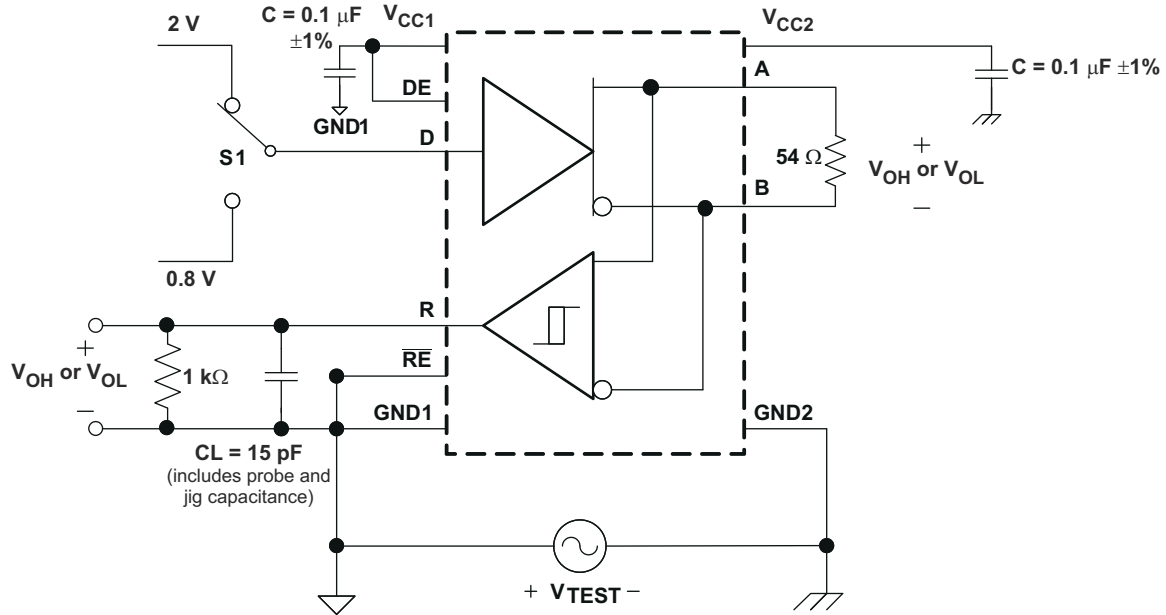 2 V
C = 0.1 μF
±1%
VCC1
VCC2
DE
A
C = 0.1 μF ±1%
GND1
D
S1
54 Ω
+
VOH or VOL
−
B
0.8 V
R
+
VOH or VOL
−
1 kΩ
RE
GND1
GND2
CL = 15 pF
(includes probe and
jig capacitance)
+ VTEST −